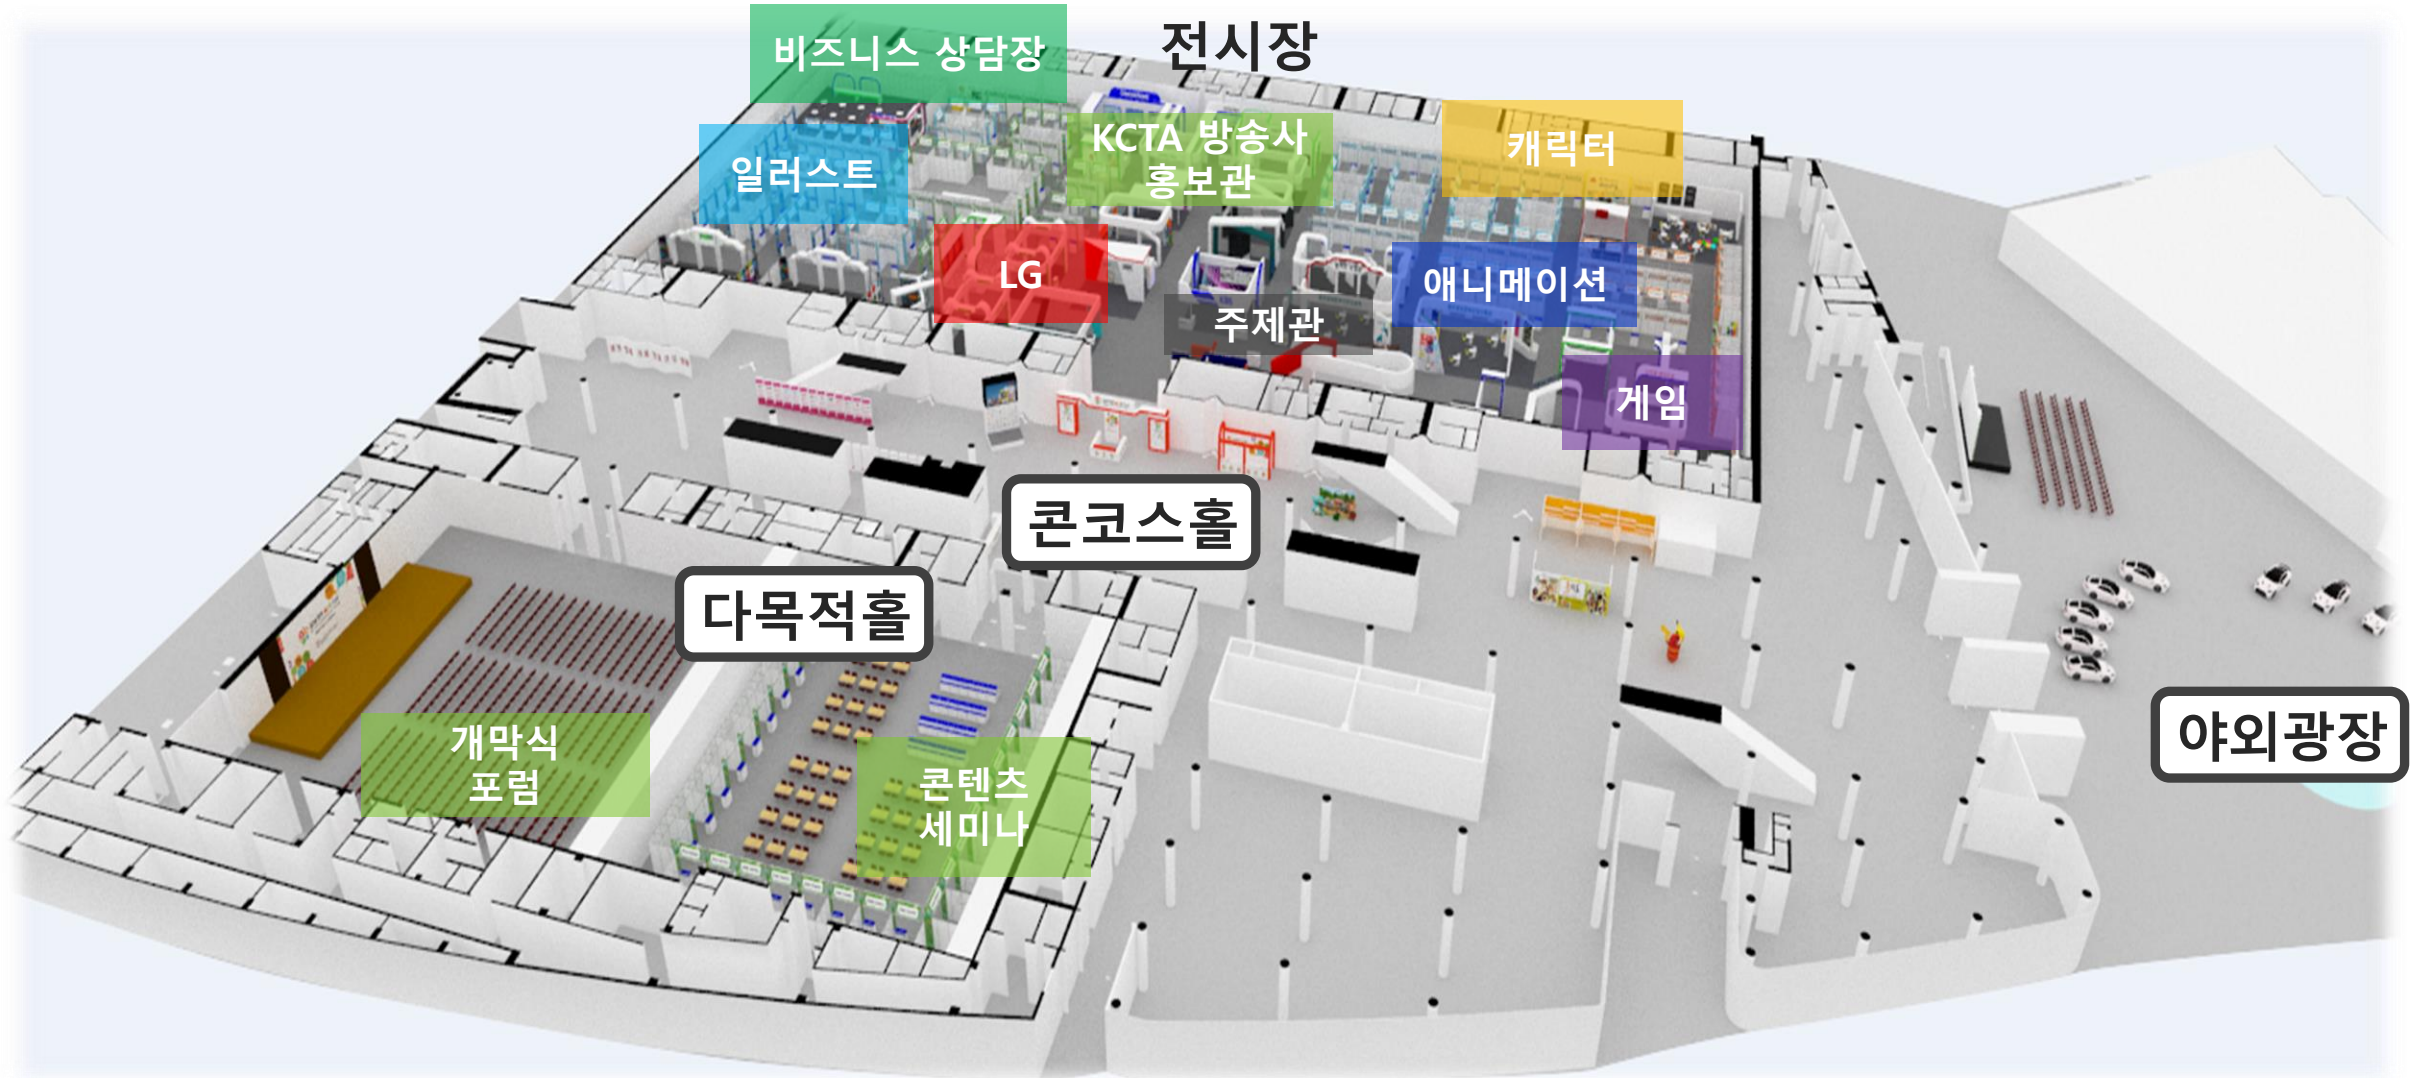 전시장
비즈니스 상담장
일러스트
KCTA 방송사
홍보관
캐릭터
LG
주제관
애니메이션
게임
콘코스홀
다목적홀
개막식
포럼
콘텐츠
세미나
야외광장